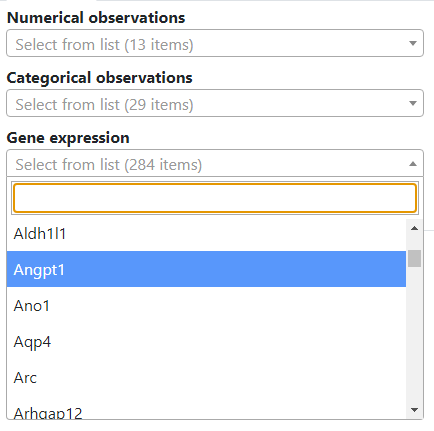 Numerical observations
Select from list (13 items)
Categorical observations
Select from list (29 items)
Gene expression
Select from list (284 items)
Aldh1l1
Angpt1
Ano1
Aqp4
Arc
Arhgap12